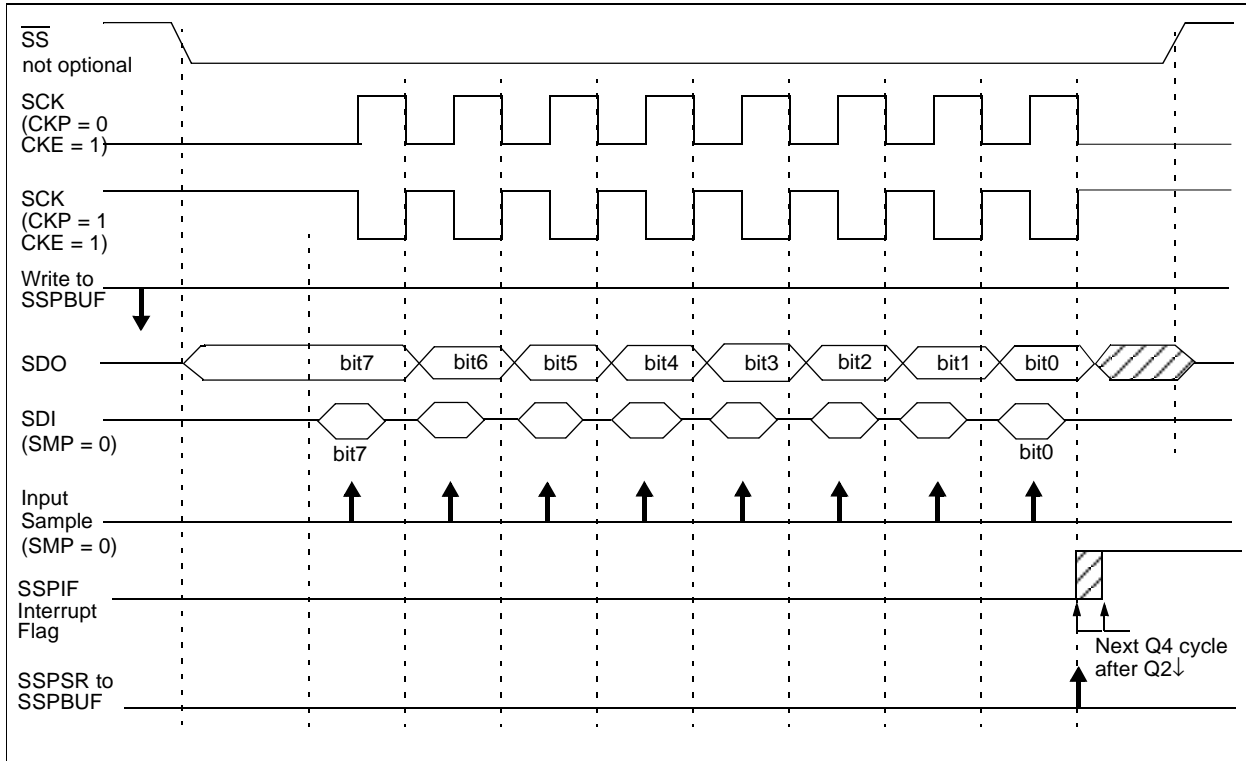 SS
not optional
SCK
(CKP = 0
CKE = 1)
SCK
(CKP = 1
CKE = 1)
Write to
SSPBUF
SDO
bit7 bit6 bit5 bit4 bit3 bit2 bit1 bit0
SDI
(SMP = 0)
bit7 bit0
Input
Sample
(SMP = 0)
SSPIF
Interrupt
Flag
Next Q4 cycle
after Q2↓
SSPSR to
SSPBUF